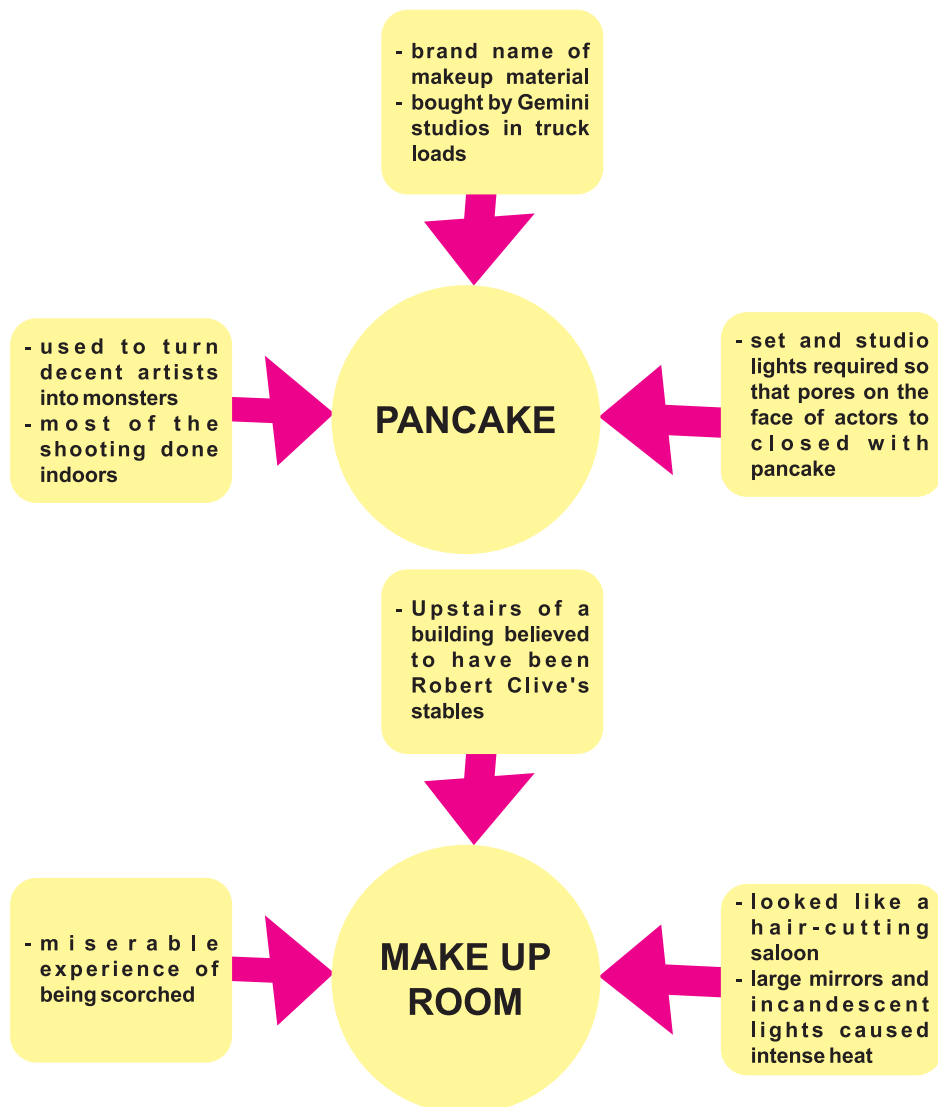 - brand name of
makeup material
- bought by Gemini
studios in truck
loads
- used to turn
decent artists
into monsters
- most of the
shooting done
indoors
PANCAKE
- set and studio
lights required so
that pores on the
face of actors to
closed with
pancake
- Upstairs of a
building believed
to have been
Robert Clive's
stables
- miserable
experience of
being scorched
MAKE UP
ROOM
- looked like a
hair-cutting
saloon
- large mirrors and
incandescent
lights caused
intense heat